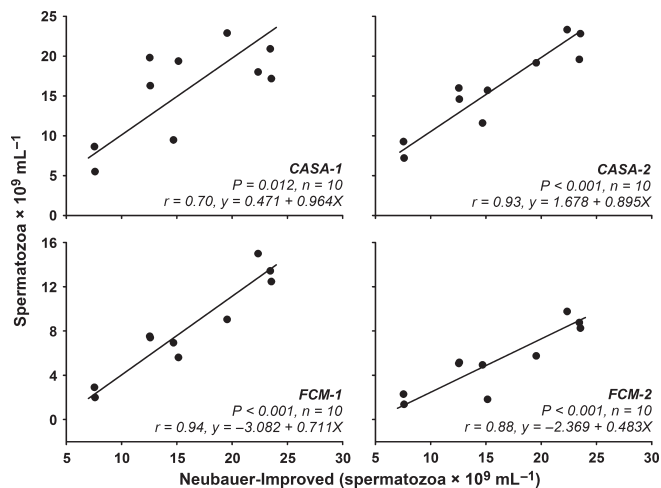 Spermatozoa × 10⁹ mL⁻¹
25
20
15
10
5
0
CASA-1
P = 0.012, n = 10
r = 0.70, y = 0.471 + 0.964X
CASA-2
P < 0.001, n = 10
r = 0.93, y = 1.678 + 0.895X
16
12
8
4
0
FCM-1
P < 0.001, n = 10
r = 0.94, y = −3.082 + 0.711X
FCM-2
P < 0.001, n = 10
r = 0.88, y = −2.369 + 0.483X
5 10 15 20 25 30 5 10 15 20 25 30
Neubauer-Improved (spermatozoa × 10⁹ mL⁻¹)